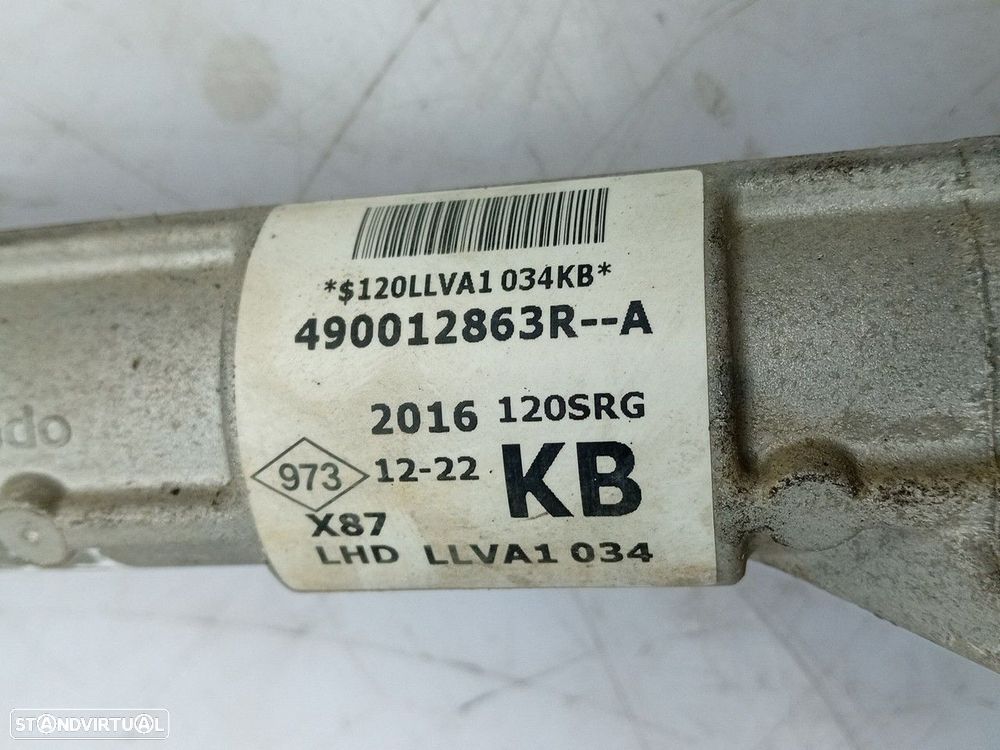 *$120LLVA1 034KB*
490012863R--A
2016 120SRG
973 12-22 KB
X87
LHD LLVA1 034
STANDVIRTUAL